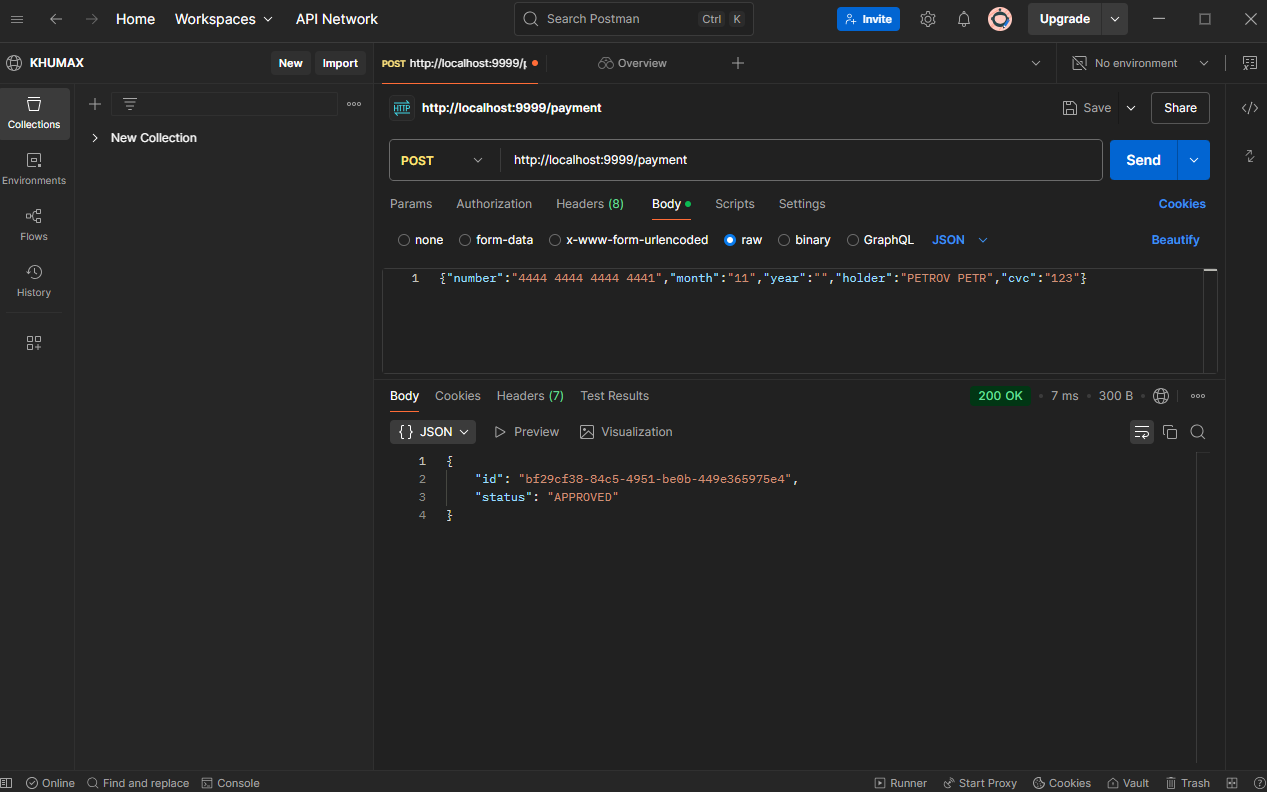 Home Workspaces API Network Search Postman Ctrl K Invite Upgrade
KHUMAX New Import POST http://localhost:9999/p Overview No environment
Collections
New Collection
Environments
Flows
History
HTTP http://localhost:9999/payment Save Share
POST http://localhost:9999/payment Send
Params Authorization Headers (8) Body Scripts Settings Cookies
none form-data x-www-form-urlencoded raw binary GraphQL JSON Beautify
1 {"number":"4444 4444 4444 4441","month":"11","year":"","holder":"PETROV PETR","cvc":"123"}
Body Cookies Headers (7) Test Results 200 OK • 7 ms • 300 B •
{} JSON Preview Visualization
1 {
2 "id": "bf29cf38-84c5-4951-be0b-449e365975e4",
3 "status": "APPROVED"
4 }
Online Find and replace Console Runner Start Proxy Cookies Vault Trash